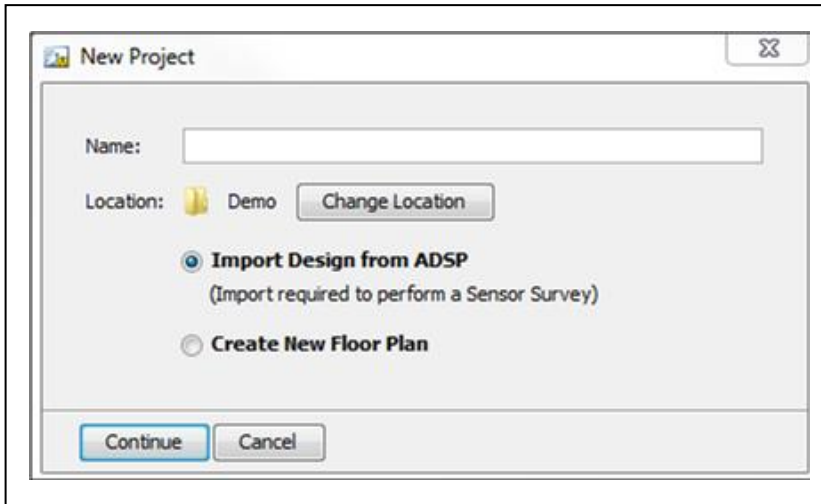 New Project
Name:
Location: Demo Change Location
Import Design from ADSP
(Import required to perform a Sensor Survey)
Create New Floor Plan
Continue Cancel